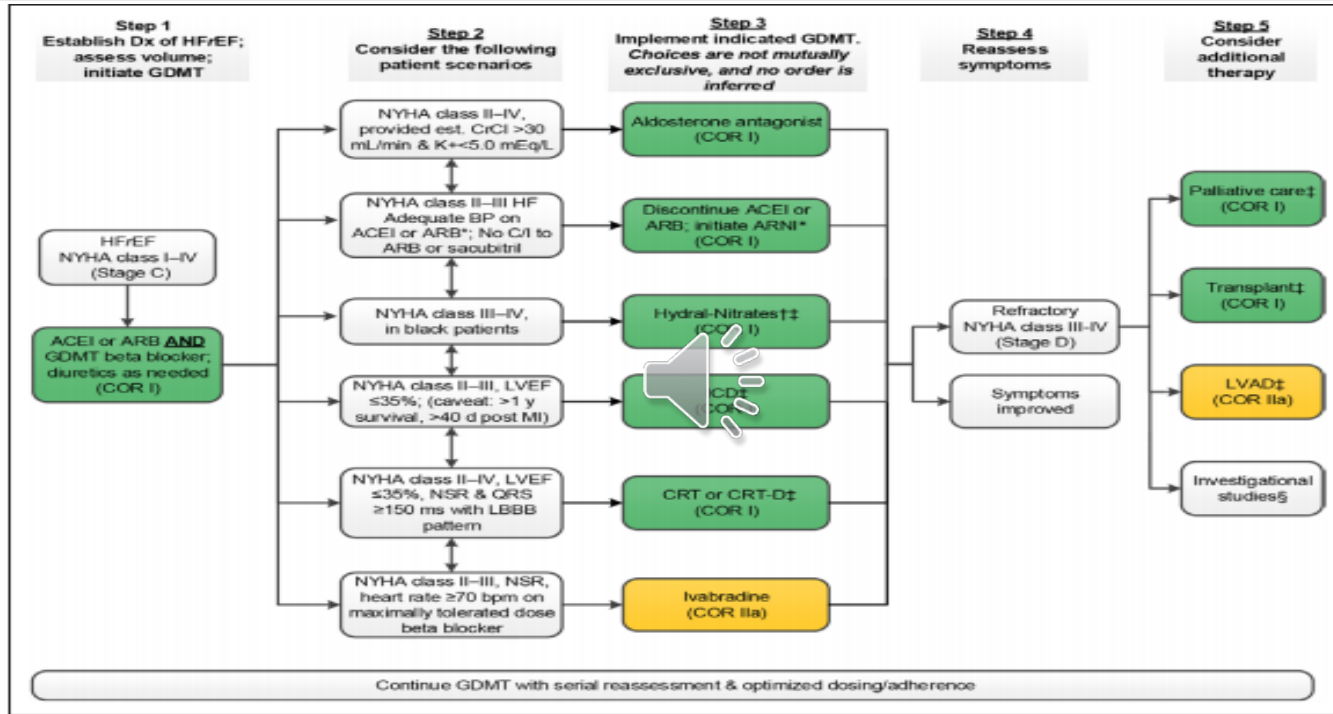 Step 1
Establish Dx of HFrEF;
assess volume;
initiate GDMT
Step 2
Consider the following
patient scenarios
Step 3
Implement indicated GDMT.
Choices are not mutually
exclusive, and no order is
inferred
Step 4
Reassess
symptoms
Step 5
Consider
additional
therapy
HFrEF
NYHA class I–IV
(Stage C)
ACEI or ARB AND
GDMT beta blocker;
diuretics as needed
(COR I)
NYHA class II–IV,
provided est. CrCl >30
mL/min & K+<5.0 mEq/L
Aldosterone antagonist
(COR I)
NYHA class II–III HF
Adequate BP on
ACEI or ARB*; No C/I to
ARB or sacubitril
Discontinue ACEI or
ARB; initiate ARNI*
(COR I)
NYHA class III–IV,
in black patients
Hydral-Nitrates†‡
(COR I)
NYHA class II–III, LVEF
≤35%; (caveat: >1 y
survival, >40 d post MI)
NYHA class II–IV, LVEF
≤35%, NSR & QRS
≥150 ms with LBBB
pattern
CRT or CRT-D‡
(COR I)
NYHA class II–III, NSR,
heart rate ≥70 bpm on
maximally tolerated dose
beta blocker
Ivabradine
(COR IIa)
Refractory
NYHA class III-IV
(Stage D)
Symptoms
improved
Palliative care‡
(COR I)
Transplant‡
(COR I)
LVAD‡
(COR IIa)
Investigational
studies§
Continue GDMT with serial reassessment & optimized dosing/adherence